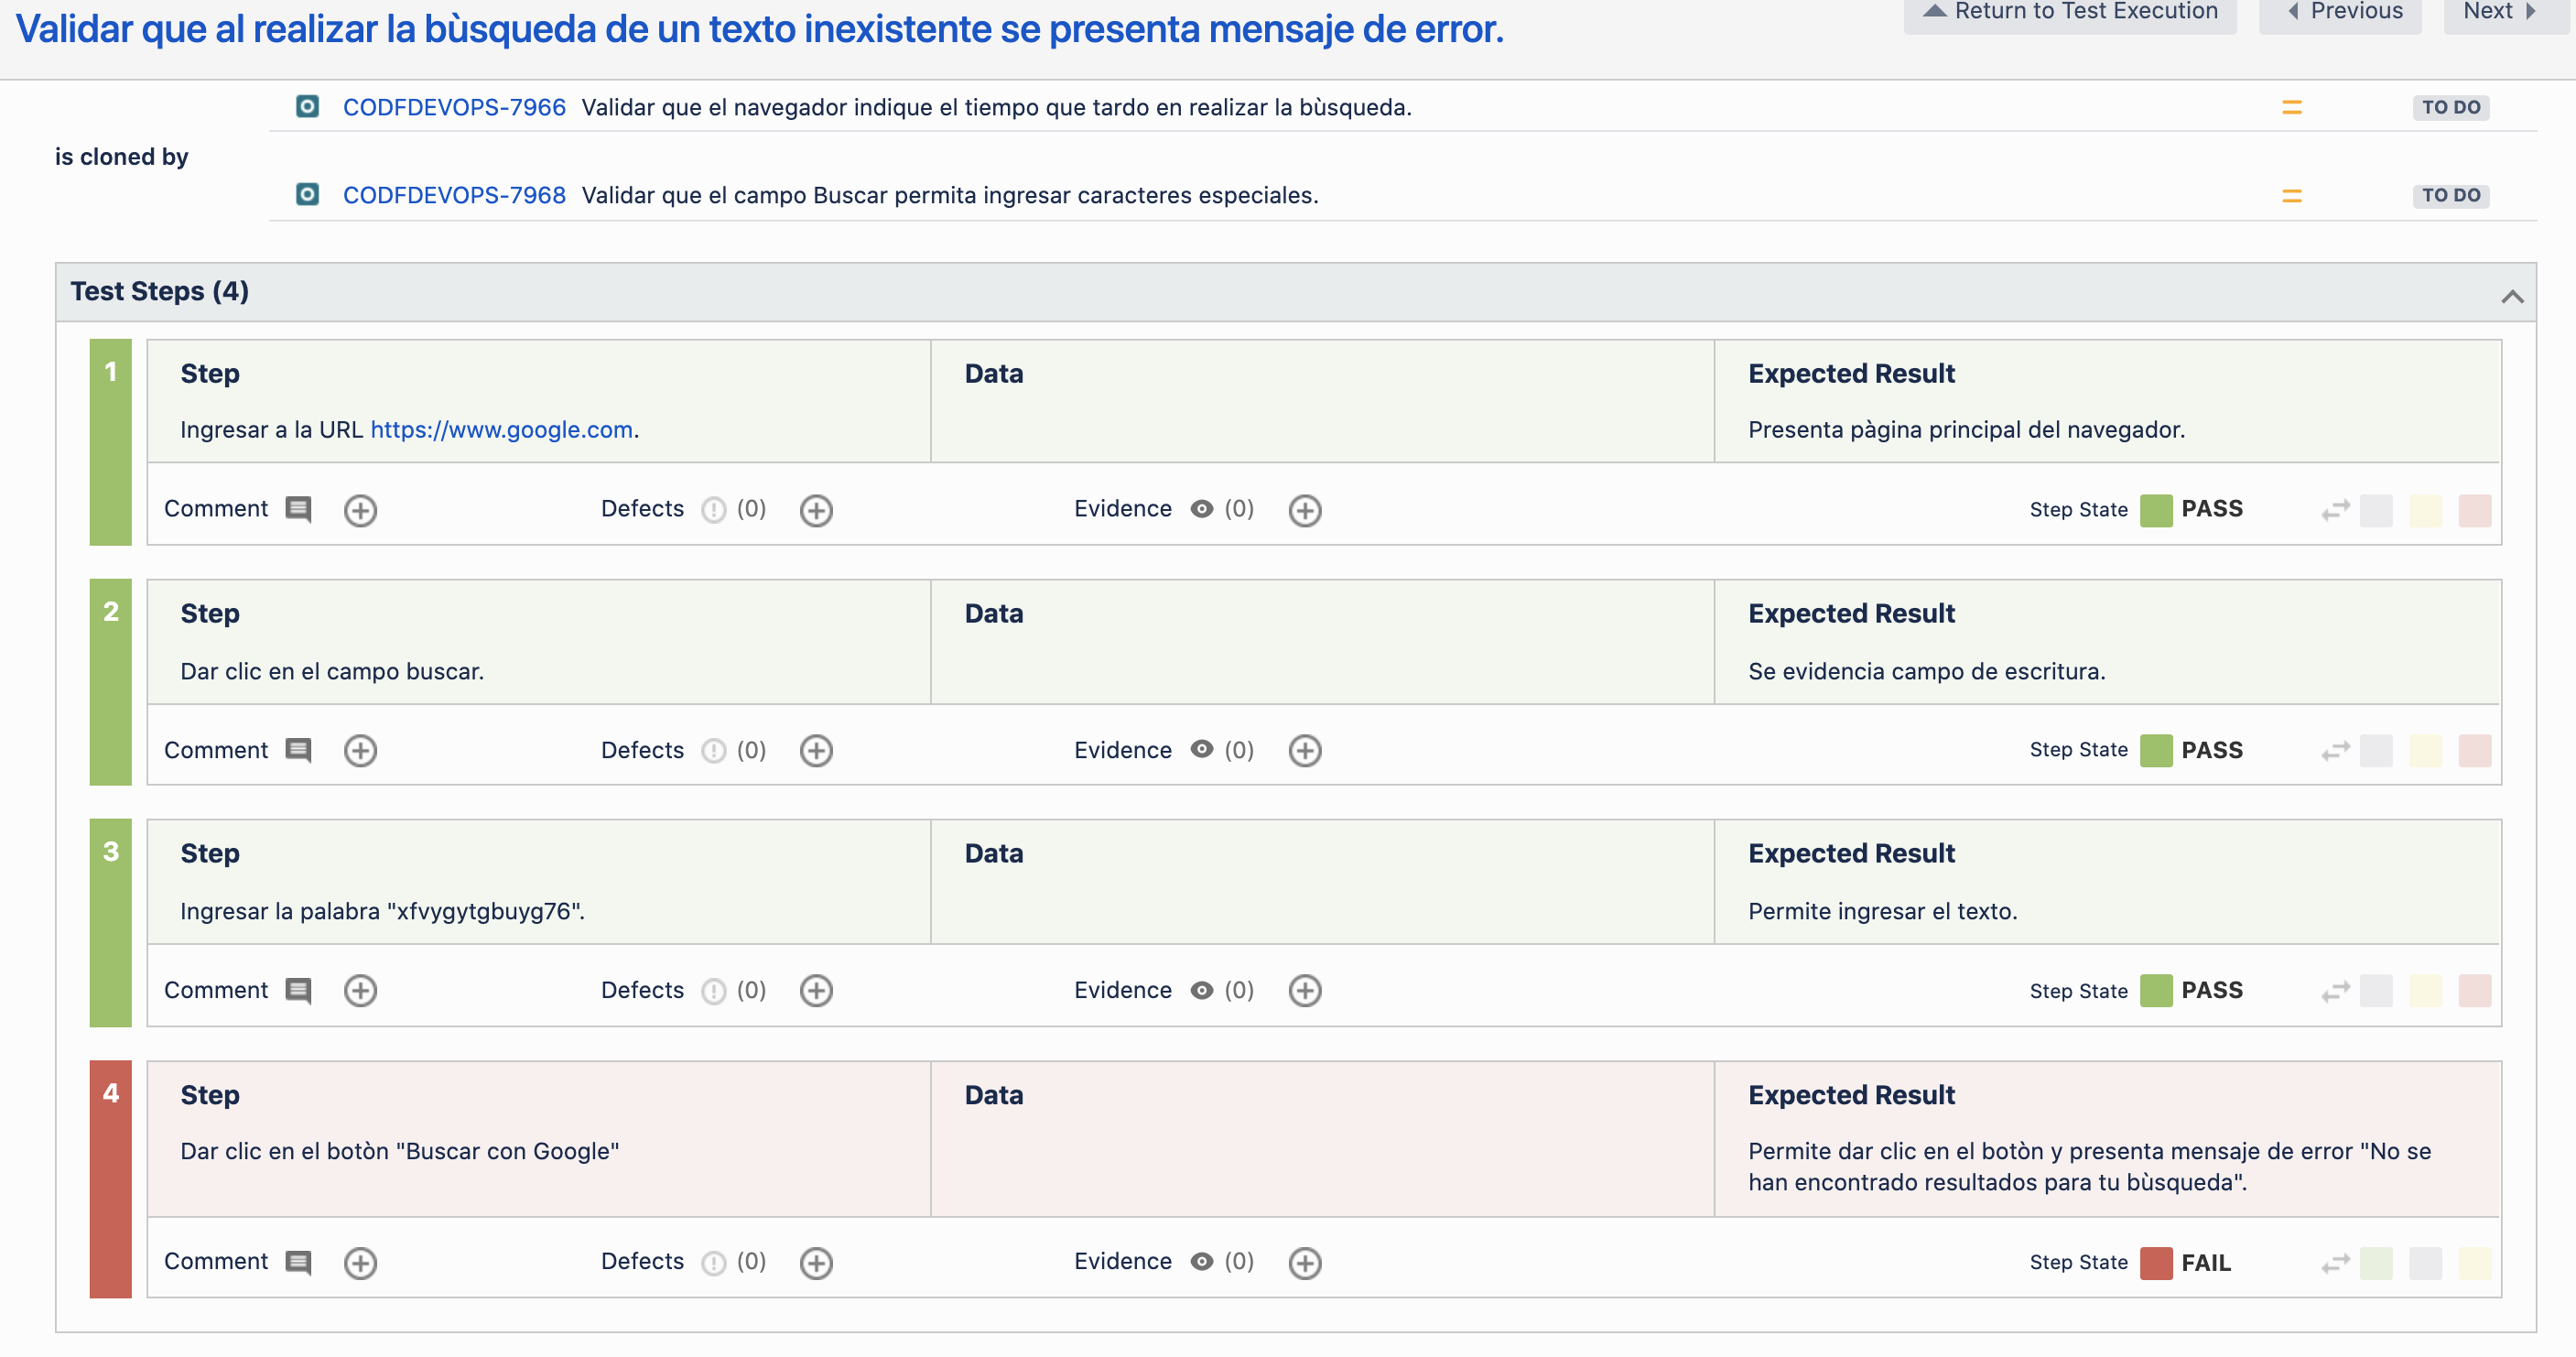 Validar que al realizar la bùsqueda de un texto inexistente se presenta mensaje de error.
Return to Test Execution
Previous
Next
CODFDEVOPS-7966 Validar que el navegador indique el tiempo que tardo en realizar la bùsqueda.
TO DO
is cloned by
CODFDEVOPS-7968 Validar que el campo Buscar permita ingresar caracteres especiales.
TO DO
Test Steps (4)
1
Step
Data
Expected Result
Ingresar a la URL https://www.google.com.
Presenta pàgina principal del navegador.
Comment
Defects (0)
Evidence (0)
Step State PASS
2
Step
Data
Expected Result
Dar clic en el campo buscar.
Se evidencia campo de escritura.
Comment
Defects (0)
Evidence (0)
Step State PASS
3
Step
Data
Expected Result
Ingresar la palabra "xfvygytgbuyg76".
Permite ingresar el texto.
Comment
Defects (0)
Evidence (0)
Step State PASS
4
Step
Data
Expected Result
Dar clic en el botòn "Buscar con Google"
Permite dar clic en el botòn y presenta mensaje de error "No se
han encontrado resultados para tu bùsqueda".
Comment
Defects (0)
Evidence (0)
Step State FAIL